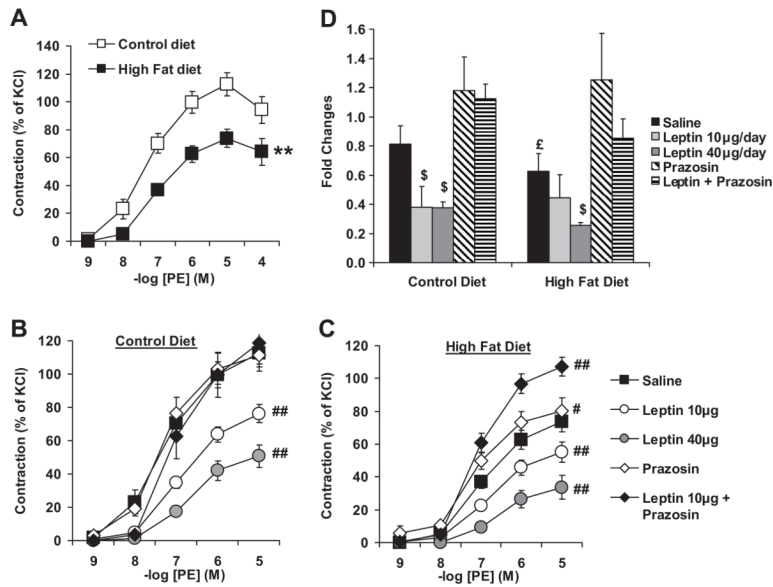 A
Control diet
High Fat diet
Contraction (% of KCl)
140
120
100
80
60
40
20
0
**
9 8 7 6 5 4
-log [PE] (M)
D
Fold Changes
1.6
1.4
1.2
1.0
0.8
0.6
0.4
0.2
0.0
$ $ £ $
Control Diet High Fat Diet
Saline
Leptin 10µg/day
Leptin 40µg/day
Prazosin
Leptin + Prazosin
B
Control Diet
Contraction (% of KCl)
120
100
80
60
40
20
0
##
##
9 8 7 6 5
-log [PE] (M)
C
High Fat Diet
Contraction (% of KCl)
120
100
80
60
40
20
0
##
#
##
##
9 8 7 6 5
-log [PE] (M)
Saline
Leptin 10µg
Leptin 40µg
Prazosin
Leptin 10µg +
Prazosin